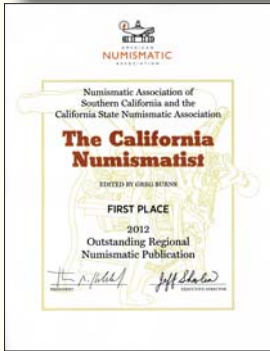 AMERICAN
NUMISMATIC
ASSOCIATION
Numismatic Association of
Southern California and the
California State Numismatic Association
The California
Numismatist
EDITED BY GREG BURNS
FIRST PLACE
2012
Outstanding Regional
Numismatic Publication
PRESIDENT
EXECUTIVE DIRECTOR